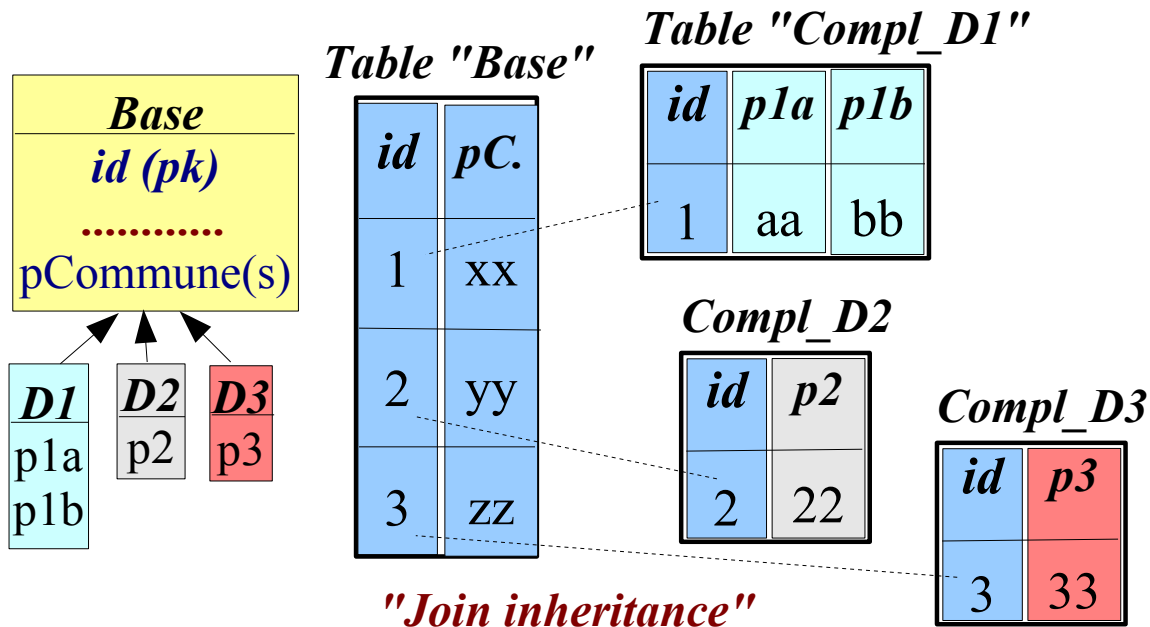 Base
id (pk)
............
pCommune(s)
D1
p1a
p1b
D2
p2
D3
p3
Table "Base"
id pC.
1 xx
2 yy
3 zz
Table "Compl_D1"
id p1a p1b
1 aa bb
Compl_D2
id p2
2 22
Compl_D3
id p3
3 33
"Join inheritance"